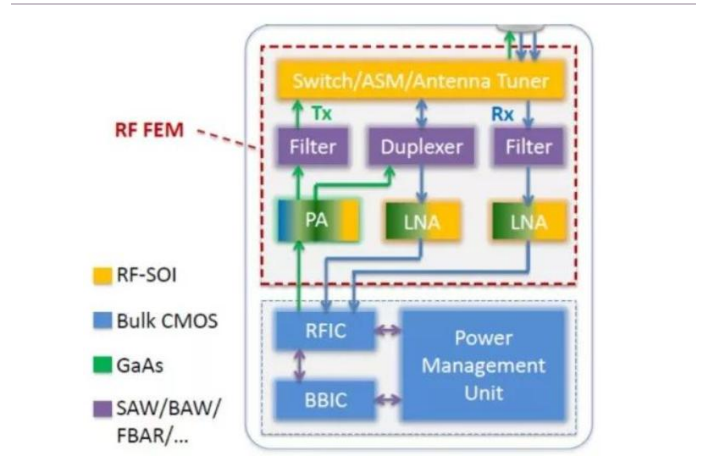 Switch/ASM/Antenna Tuner
Tx
Rx
RF FEM
Filter
Duplexer
Filter
PA
LNA
LNA
RF-SOI
Bulk CMOS
GaAs
SAW/BAW/
FBAR/...
RFIC
BBIC
Power
Management
Unit